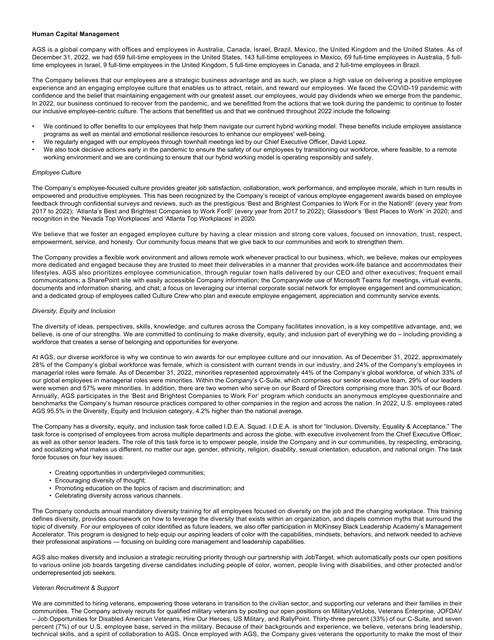 Human Capital Management
AGS is a global company with offices and employees in Australia, Canada, Israel, Brazil, Mexico, the United Kingdom and the United States. As of
December 31, 2022, we had 659 full-time employees in the United States, 143 full-time employees in Mexico, 69 full-time employees in Australia, 5 full-
time employees in Israel, 9 full-time employees in the United Kingdom, 5 full-time employees in Canada, and 2 full-time employees in Brazil.
The Company believes that our employees are a strategic business advantage and as such, we place a high value on delivering a positive employee
experience and an engaging employee culture that enables us to attract, retain, and reward our employees. We faced the COVID-19 pandemic with
confidence and the belief that maintaining engagement with our greatest asset, our employees, would pay dividends when we emerge from the pandemic.
In 2022, our business continued to recover from the pandemic, and we benefitted from the actions that we took during the pandemic to continue to foster
our inclusive employee-centric culture. The actions that benefitted us and that we continued throughout 2022 include the following:
• We continued to offer benefits to our employees that help them navigate our current hybrid working model. These benefits include employee assistance
programs as well as mental and emotional resilience resources to enhance our employees' well-being.
• We regularly engaged with our employees through townhall meetings led by our Chief Executive Officer, David Lopez.
• We also took decisive actions early in the pandemic to ensure the safety of our employees by transitioning our workforce, where feasible, to a remote
working environment and we are continuing to ensure that our hybrid working model is operating responsibly and safely.
Employee Culture
The Company's employee-focused culture provides greater job satisfaction, collaboration, work performance, and employee morale, which in turn results in
empowered and productive employees. This has been recognized by the Company's receipt of various employee engagement awards based on employee
feedback through confidential surveys and reviews, such as the prestigious 'Best and Brightest Companies to Work For in the Nation®' (every year from
2017 to 2022); 'Atlanta's Best and Brightest Companies to Work For®' (every year from 2017 to 2022); Glassdoor's 'Best Places to Work' in 2020; and
recognition in the 'Nevada Top Workplaces' and 'Atlanta Top Workplaces' in 2020.
We believe that we foster an engaged employee culture by having a clear mission and strong core values, focused on innovation, trust, respect,
empowerment, service, and honesty. Our community focus means that we give back to our communities and work to strengthen them.
The Company provides a flexible work environment and allows remote work whenever practical to our business, which, we believe, makes our employees
more dedicated and engaged because they are trusted to meet their deliverables in a manner that provides work-life balance and accommodates their
lifestyles. AGS also prioritizes employee communication, through regular town halls delivered by our CEO and other executives; frequent email
communications; a SharePoint site with easily accessible Company information; the Companywide use of Microsoft Teams for meetings, virtual events,
documents and information sharing, and chat; a focus on leveraging our internal corporate social network for employee engagement and communication;
and a dedicated group of employees called Culture Crew who plan and execute employee engagement, appreciation and community service events.
Diversity, Equity and Inclusion
The diversity of ideas, perspectives, skills, knowledge, and cultures across the Company facilitates innovation, is a key competitive advantage, and, we
believe, is one of our strengths. We are committed to continuing to make diversity, equity, and inclusion part of everything we do – including providing a
workforce that creates a sense of belonging and opportunities for everyone.
At AGS, our diverse workforce is why we continue to win awards for our employee culture and our innovation. As of December 31, 2022, approximately
28% of the Company's global workforce was female, which is consistent with current trends in our industry, and 24% of the Company's employees in
managerial roles were female. As of December 31, 2022, minorities represented approximately 44% of the Company's global workforce, of which 33% of
our global employees in managerial roles were minorities. Within the Company's C-Suite, which comprises our senior executive team, 29% of our leaders
were women and 57% were minorities. In addition, there are two women who serve on our Board of Directors comprising more than 30% of our Board.
Annually, AGS participates in the 'Best and Brightest Companies to Work For' program which conducts an anonymous employee questionnaire and
benchmarks the Company's human resource practices compared to other companies in the region and across the nation. In 2022, U.S. employees rated
AGS 95.5% in the Diversity, Equity and Inclusion category, 4.2% higher than the national average.
The Company has a diversity, equity, and inclusion task force called I.D.E.A. Squad. I.D.E.A. is short for "Inclusion, Diversity, Equality & Acceptance." The
task force is comprised of employees from across multiple departments and across the globe, with executive involvement from the Chief Executive Officer,
as well as other senior leaders. The role of this task force is to empower people, inside the Company and in our communities, by respecting, embracing,
and socializing what makes us different, no matter our age, gender, ethnicity, religion, disability, sexual orientation, education, and national origin. The task
force focuses on four key issues:
• Creating opportunities in underprivileged communities;
• Encouraging diversity of thought;
• Promoting education on the topics of racism and discrimination; and
• Celebrating diversity across various channels.
The Company conducts annual mandatory diversity training for all employees focused on diversity on the job and the changing workplace. This training
defines diversity, provides coursework on how to leverage the diversity that exists within an organization, and dispels common myths that surround the
topic of diversity. For our employees of color identified as future leaders, we also offer participation in McKinsey Black Leadership Academy's Management
Accelerator. This program is designed to help equip our aspiring leaders of color with the capabilities, mindsets, behaviors, and network needed to achieve
their professional aspirations — focusing on building core management and leadership capabilities.
AGS also makes diversity and inclusion a strategic recruiting priority through our partnership with JobTarget, which automatically posts our open positions
to various online job boards targeting diverse candidates including people of color, women, people living with disabilities, and other protected and/or
underrepresented job seekers.
Veteran Recruitment & Support
We are committed to hiring veterans, empowering those veterans in transition to the civilian sector, and supporting our veterans and their families in their
communities. The Company actively recruits for qualified military veterans by posting our open positions on MilitaryVetJobs, Veterans Enterprise, JOFDAV
– Job Opportunities for Disabled American Veterans, Hire Our Heroes, US Military, and RallyPoint. Thirty-three percent (33%) of our C-Suite, and seven
percent (7%) of our U.S. employee base, served in the military. Because of their backgrounds and experience, we believe, veterans bring leadership,
technical skills, and a spirit of collaboration to AGS. Once employed with AGS, the Company gives veterans the opportunity to make the most of their